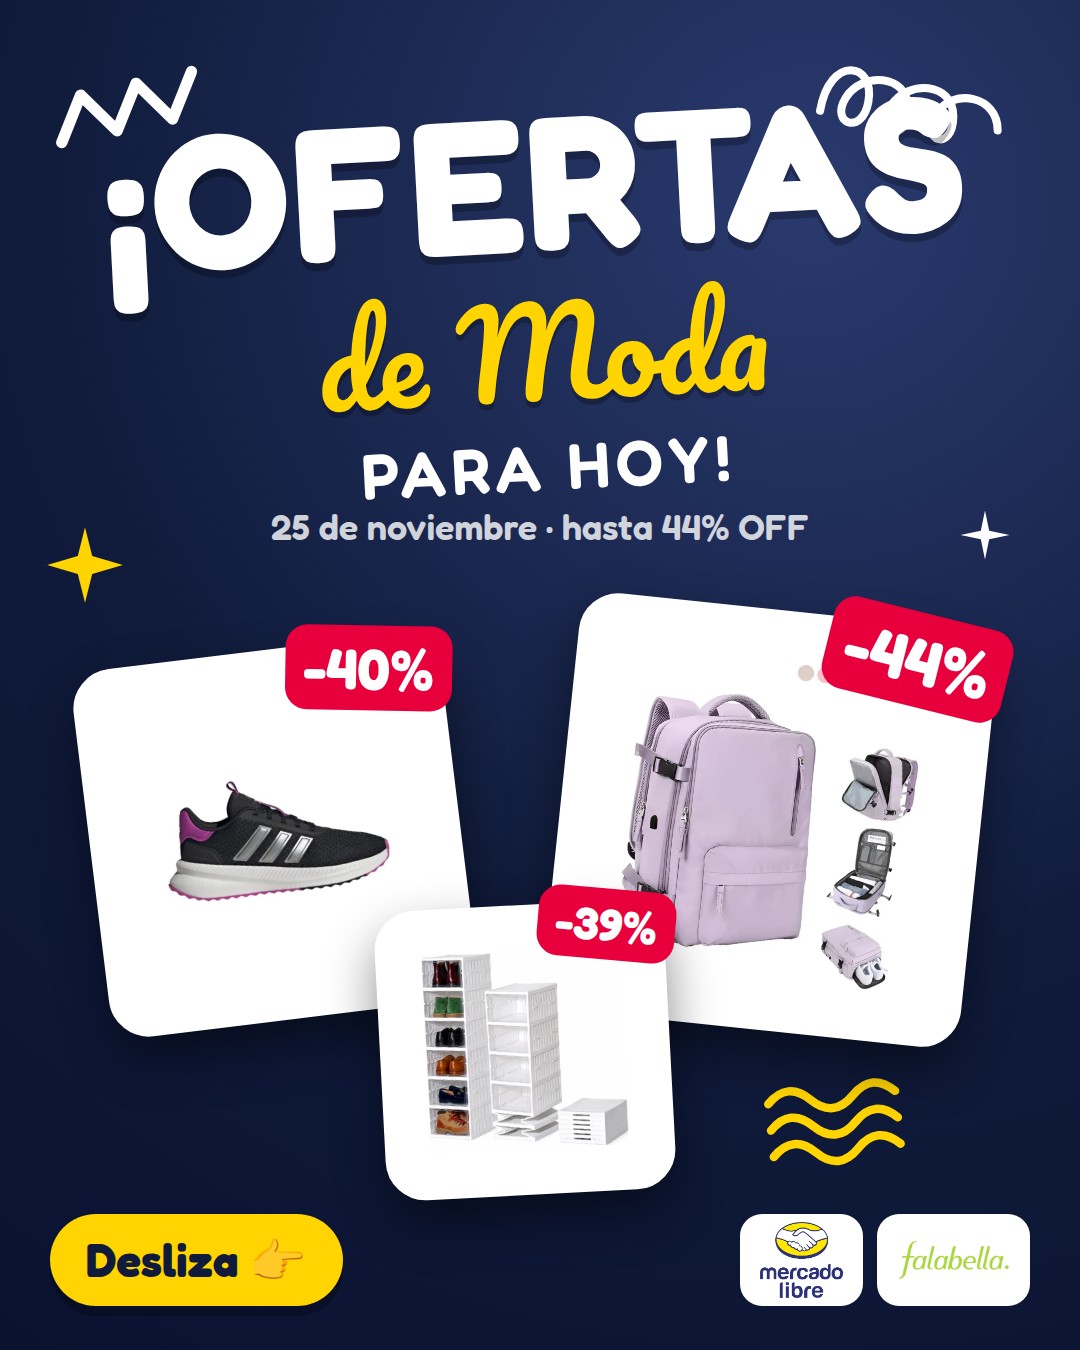 ¡OFERTAS
de Moda
PARA HOY!
25 de noviembre · hasta 44% OFF
-40%
-44%
-39%
Desliza 👉
mercado
libre
falabella.